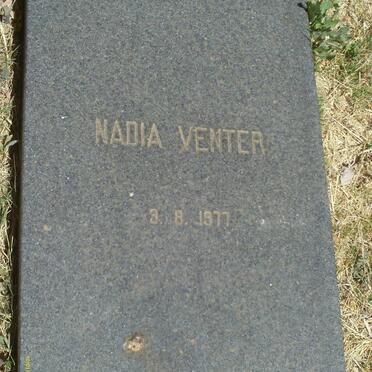 NADIA VENTER
3. 8. 1977